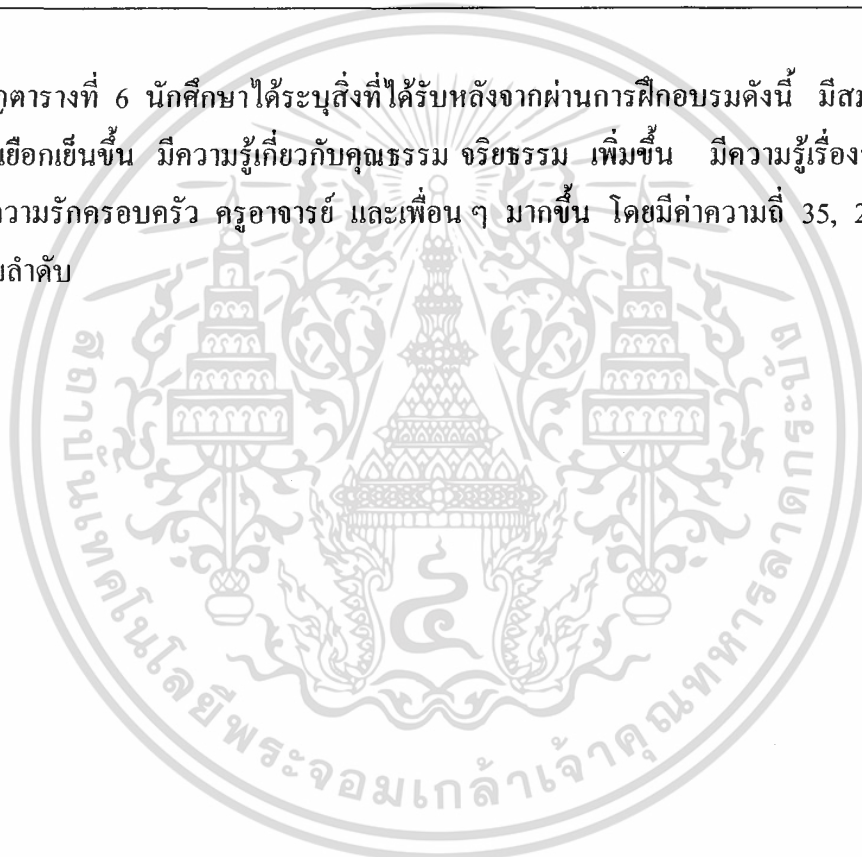 ตารางที่ 6 นักศึกษาได้ระบุสิ่งที่ได้รับหลังจากผ่านการฝึกอบรมดังนี้ มี
เยือกเย็นขึ้น มีความรู้เกี่ยวกับคุณธรรม จริยธรรม เพิ่มขึ้น มีความรู้เรื่อง
ความรักครอบครัว ครูอาจารย์ และเพื่อน ๆ มากขึ้น โดยมีค่าความถี่ 35,
ลำดับ
สถาบันเทคโนโลยีพระจอมเกล้าเจ้าคุณทหารลาดกระบัง